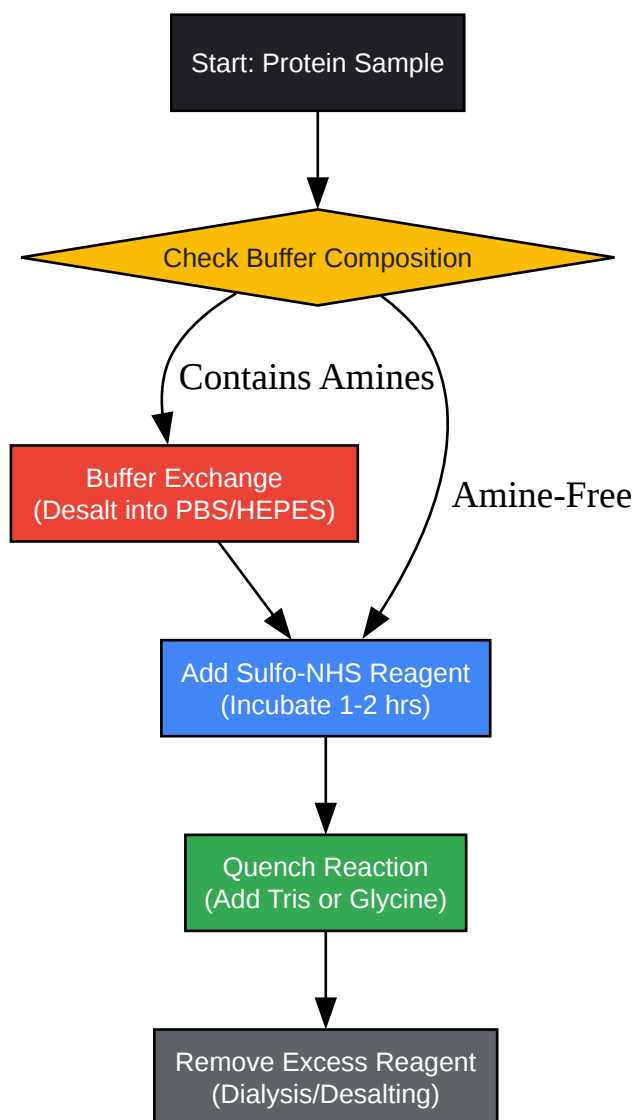 Start: Protein Sample
Check Buffer Composition
Contains Amines
Buffer Exchange
(Desalt into PBS/HEPES)
Amine-Free
Add Sulfo-NHS Reagent
(Incubate 1-2 hrs)
Quench Reaction
(Add Tris or Glycine)
Remove Excess Reagent
(Dialysis/Desalting)